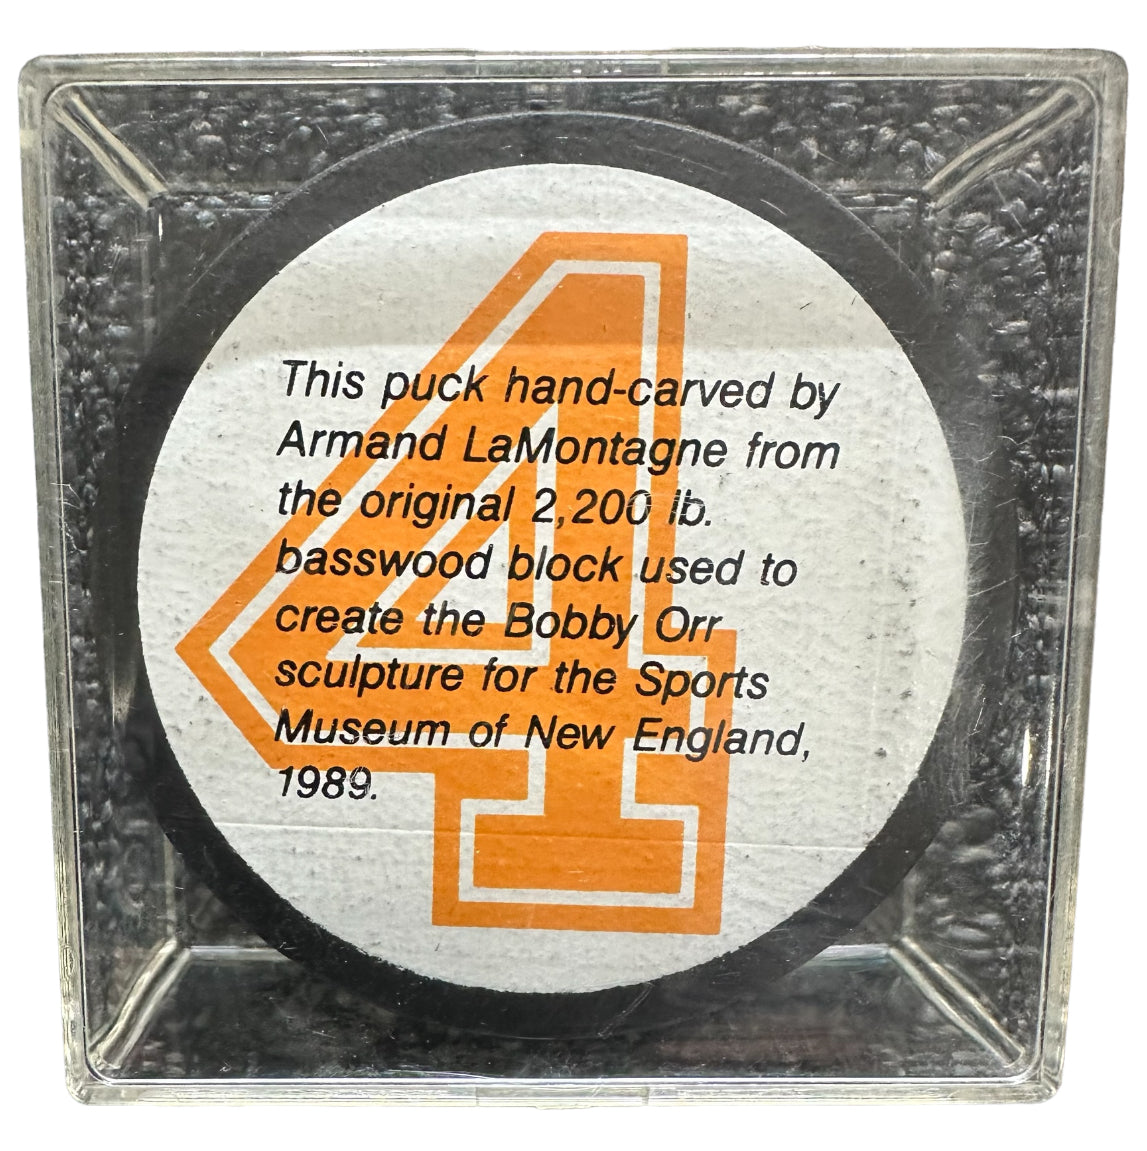 4
This puck hand-carved by
Armand LaMontagne from
the original 2,200 lb.
basswood block used to
create the Bobby Orr
sculpture for the Sports
Museum of New England,
1989.